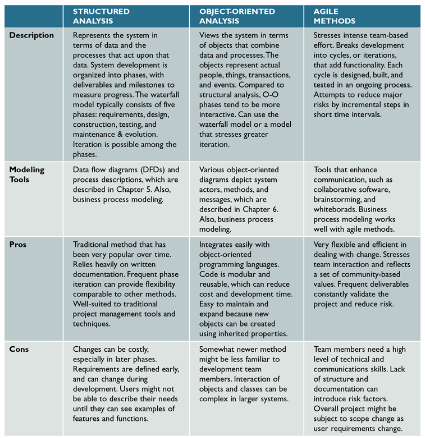 STRUCTURED
ANALYSIS
OBJECT-ORIENTED
ANALYSIS
AGILE
METHODS
Description
Represents the system in
terms of data and the
processes that act upon that
data. System development is
organized into phases, with
deliverables and milestones to
measure progress. The waterfall
model typically consists of five
phases: requirements, design,
construction, testing, and
maintenance & evolution.
Iteration is possible among the
phases.
Views the system in terms
of objects that combine
data and processes. The
objects represent actual
people, things, transactions,
and events. Compared to
structural analysis, O-O
phases tend to be more
interactive. Can use the
waterfall model or a model
that stresses greater
iteration.
Stresses intense team-based
effort. Breaks development
into cycles, or iterations,
that add functionality. Each
cycle is designed, built, and
tested in an ongoing process.
Attempts to reduce major
risks by incremental steps in
short time intervals.
Modeling
Tools
Data flow diagrams (DFDs) and
process descriptions, which are
described in Chapter 5. Also,
business process modeling.
Various object-oriented
diagrams depict system
actors, methods, and
messages, which are
described in Chapter 6.
Also, business process
modeling.
Tools that enhance
communication, such as
collaborative software,
brainstorming, and
whiteboards. Business
process modeling works
well with agile methods.
Pros
Traditional method that has
been very popular over time.
Relies heavily on written
documentation. Frequent phase
iteration can provide flexibility
comparable to other methods.
Well-suited to traditional
project management tools and
techniques.
Integrates easily with
object-oriented
programming languages.
Code is modular and
reusable, which can reduce
cost and development time.
Easy to maintain and
expand because new
objects can be created
using inherited properties.
Very flexible and efficient in
dealing with change. Stresses
team interaction and reflects
a set of community-based
values. Frequent deliverables
constantly validate the
project and reduce risk.
Cons
Changes can be costly,
especially in later phases.
Requirements are defined early,
and can change during
development. Users might not
be able to describe their needs
until they can see examples of
features and functions.
Somewhat newer method
might be less familiar to
development team
members. Interaction of
objects and classes can be
complex in larger systems.
Team members need a high
level of technical and
communications skills. Lack
of structure and
documentation can
introduce risk factors.
Overall project might be
subject to scope change as
user requirements change.